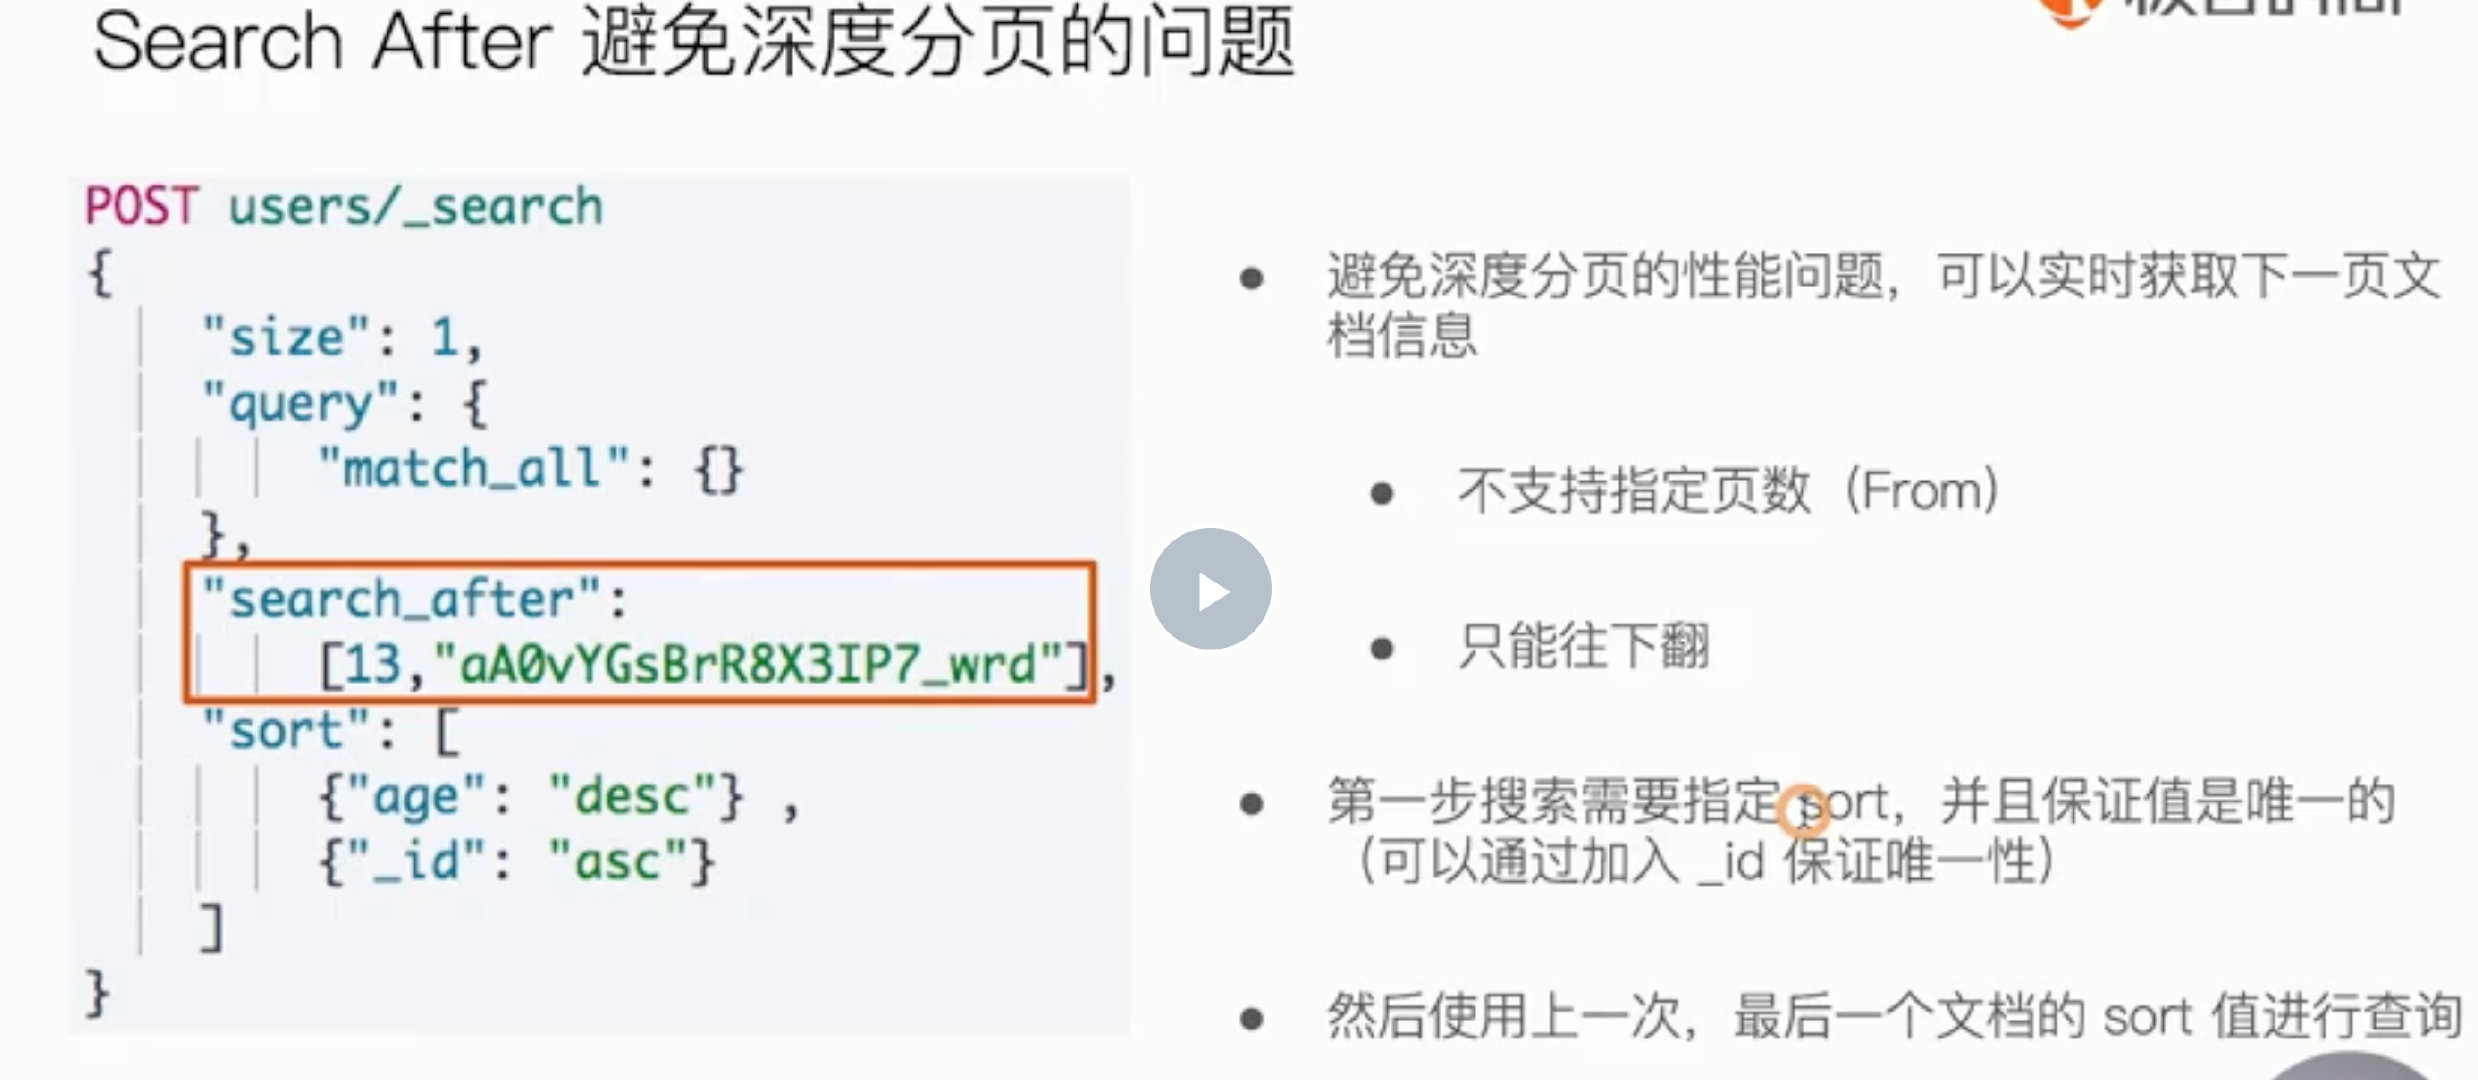 Search After 避免深度分页的问题
POST users/_search
{
"size": 1,
"query": {
"match_all": {}
},
"search_after":
[13,"aA0vYGsBrR8X3IP7_wrd"],
"sort": [
{"age": "desc"} ,
{"_id": "asc"}
]
}
● 避免深度分页的性能问题，可以实时获取下一页文
档信息
● 不支持指定页数（From）
● 只能往下翻
● 第一步搜索需要指定 sort，并且保证值是唯一的
（可以通过加入 _id 保证唯一性）
● 然后使用上一次，最后一个文档的 sort 值进行查询